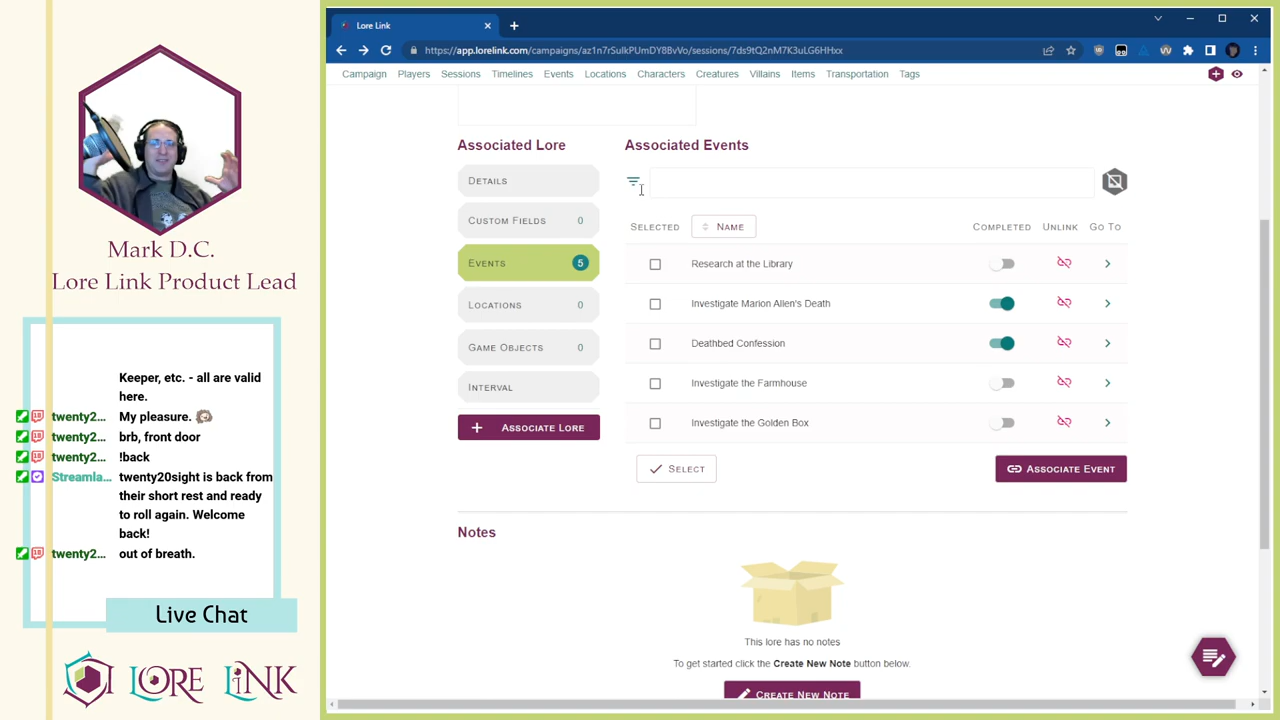 Mark D.C.
Lore Link Product Lead
Keeper, etc. - all are valid
here.
twenty2... My pleasure.
twenty2... brb, front door
twenty2... !back
Streamla... twenty20sight is back from
their short rest and ready
to roll again. Welcome
back!
twenty2... out of breath.
Live Chat
LORE LINK
Lore Link
https://app.lorelink.com/campaigns/az1n7rSulkPUmDY8BvVo/sessions/7ds9tQ2nM7K3uLG6HHxx
Campaign Players Sessions Timelines Events Locations Characters Creatures Villains Items Transportation Tags
Associated Lore
DETAILS
CUSTOM FIELDS 0
EVENTS 5
LOCATIONS 0
GAME OBJECTS 0
INTERVAL
+ ASSOCIATE LORE
Associated Events
SELECTED NAME COMPLETED UNLINK GO TO
Research at the Library
Investigate Marion Allen's Death
Deathbed Confession
Investigate the Farmhouse
Investigate the Golden Box
SELECT ASSOCIATE EVENT
Notes
This lore has no notes
To get started click the Create New Note button below.
CREATE NEW NOTE